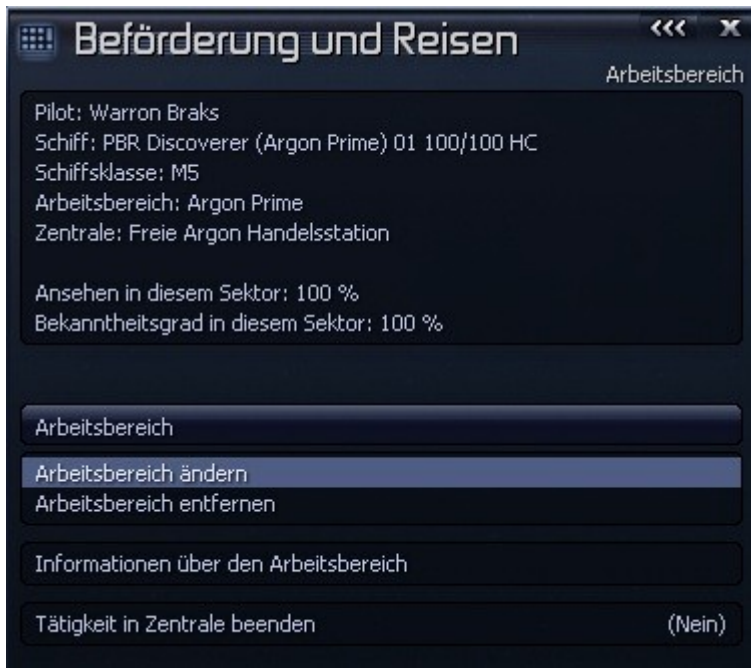 Beförderung und Reisen
<<< X
Arbeitsbereich
Pilot: Warron Braks
Schiff: PBR Discoverer (Argon Prime) 01 100/100 HC
Schiffsklasse: M5
Arbeitsbereich: Argon Prime
Zentrale: Freie Argon Handelsstation
Ansehen in diesem Sektor: 100 %
Bekanntheitsgrad in diesem Sektor: 100 %
Arbeitsbereich
Arbeitsbereich ändern
Arbeitsbereich entfernen
Informationen über den Arbeitsbereich
Tätigkeit in Zentrale beenden (Nein)